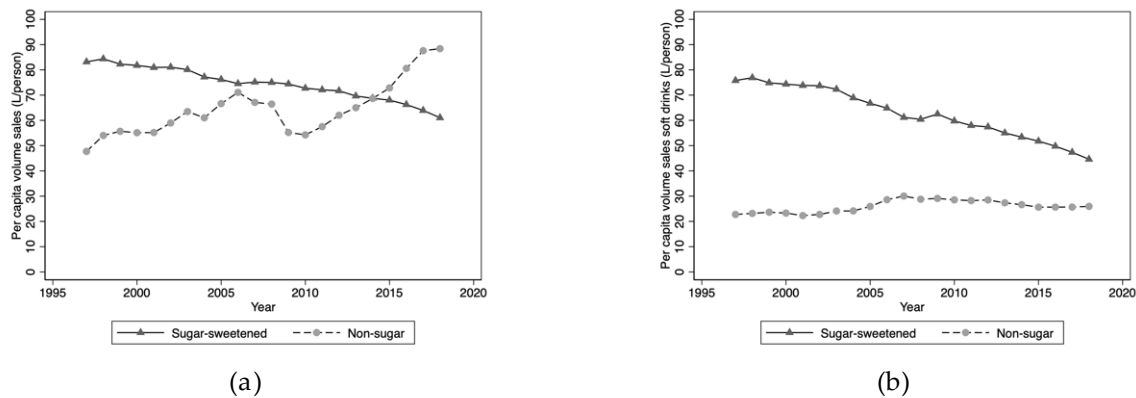 Per capita volume sales (L/person)
0 10 20 30 40 50 60 70 80 90 100
1995 2000 2005 2010 2015 2020
Year
Sugar-sweetened Non-sugar
(a)
Per capita volume sales soft drinks (L/person)
0 10 20 30 40 50 60 70 80 90 100
1995 2000 2005 2010 2015 2020
Year
Sugar-sweetened Non-sugar
(b)